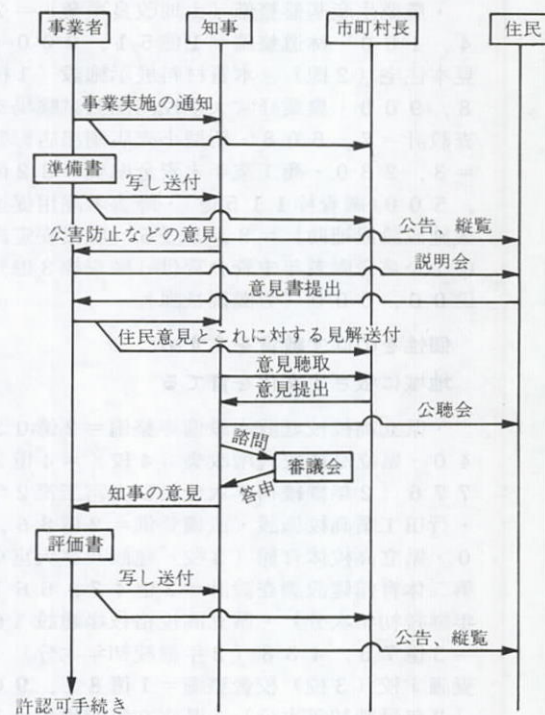 事業者
知事
市町村長
住民
事業実施の通知
準備書
写し送付
公告、縦覧
公害防止などの意見
説明会
意見書提出
住民意見とこれに対する見解送付
意見聴取
意見提出
公聴会
諮問
審議会
答申
知事の意見
評価書
写し送付
公告、縦覧
許認可手続き